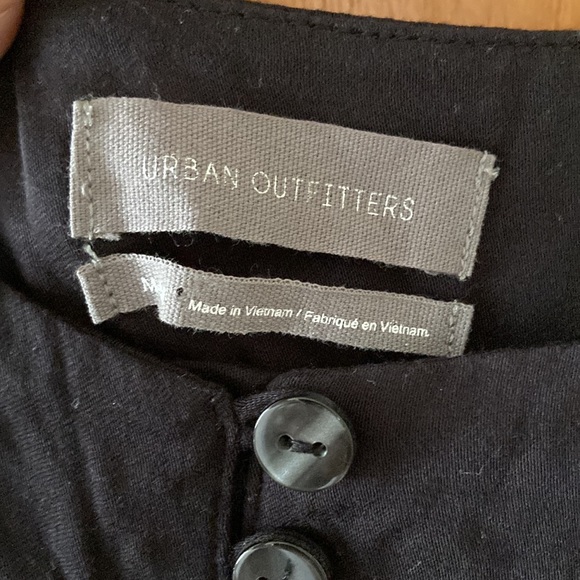 URBAN OUTFITTERS
M
Made in Vietnam / Fabriqué en Vietnam.